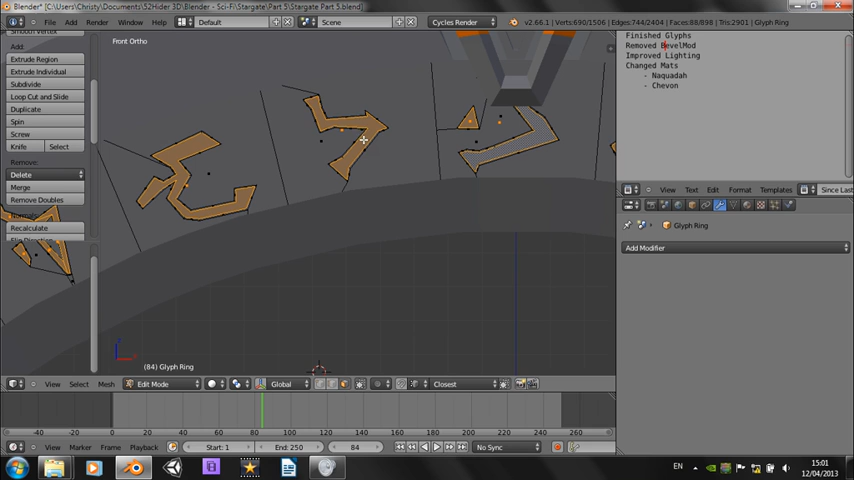 Blender* [C:\Users\Christy\52Hider 3D\Blender - Sci-Fi\Stargate\Part 5\Stargate Part 5.blend]
File Add Render Window Help Default Scene Cycles Render v2.66.1 | Verts:690/1506 | Edges:744/2404 | Faces:88/898 | Tris:2901 | Glyph Ring
Smooth Vertex
Add:
Extrude Region
Extrude Individual
Subdivide
Loop Cut and Slide
Duplicate
Spin
Screw
Knife Select
Remove:
Delete
Merge
Remove Doubles
Normals:
Recalculate
Flip Direction
Front Ortho
(84) Glyph Ring
Finished Glyphs
Removed BevelMod
Improved Lighting
Changed Mats
- Naquadah
- Chevon
View Text Edit Format Templates Since Last
Glyph Ring
Add Modifier
View Select Add Mesh Edit Mode Global Closest
-40 -20 0 20 40 60 80 100 120 140 160 180 200 220 240 260
View Marker Frame Playback Start: 1 End: 250 84 No Sync
EN 15:01
12/04/2013